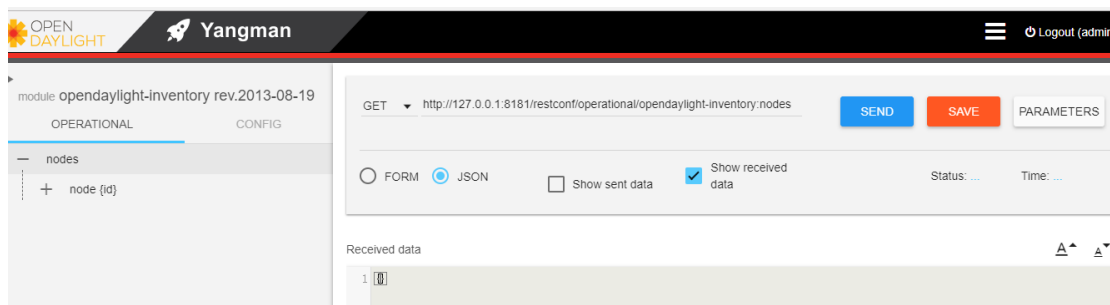 OPEN
DAYLIGHT
Yangman
Logout (admin
module opendaylight-inventory rev.2013-08-19
OPERATIONAL CONFIG
nodes
node {id}
GET http://127.0.0.1:8181/restconf/operational/opendaylight-inventory:nodes
SEND SAVE PARAMETERS
FORM JSON Show sent data Show received data Status: ... Time: ...
Received data
A A
1 {}